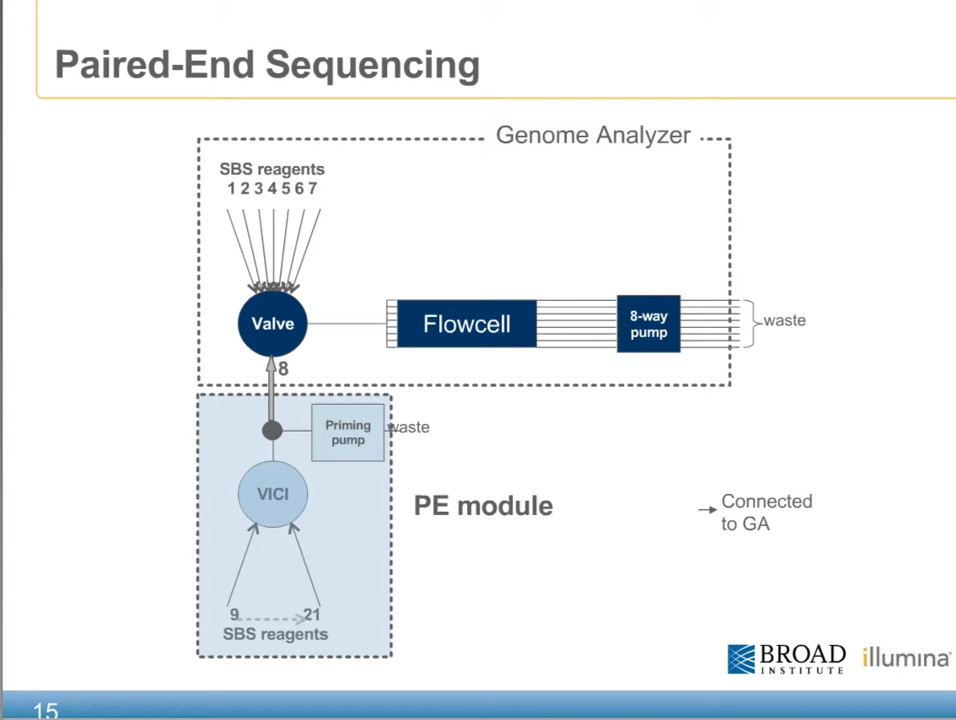 Paired-End Sequencing
Genome Analyzer
SBS reagents
1 2 3 4 5 6 7
Valve
Flowcell
8-way
pump
waste
8
Priming
pump
waste
VICI
PE module
Connected
to GA
9 21
SBS reagents
BROAD
INSTITUTE
illumina®
15